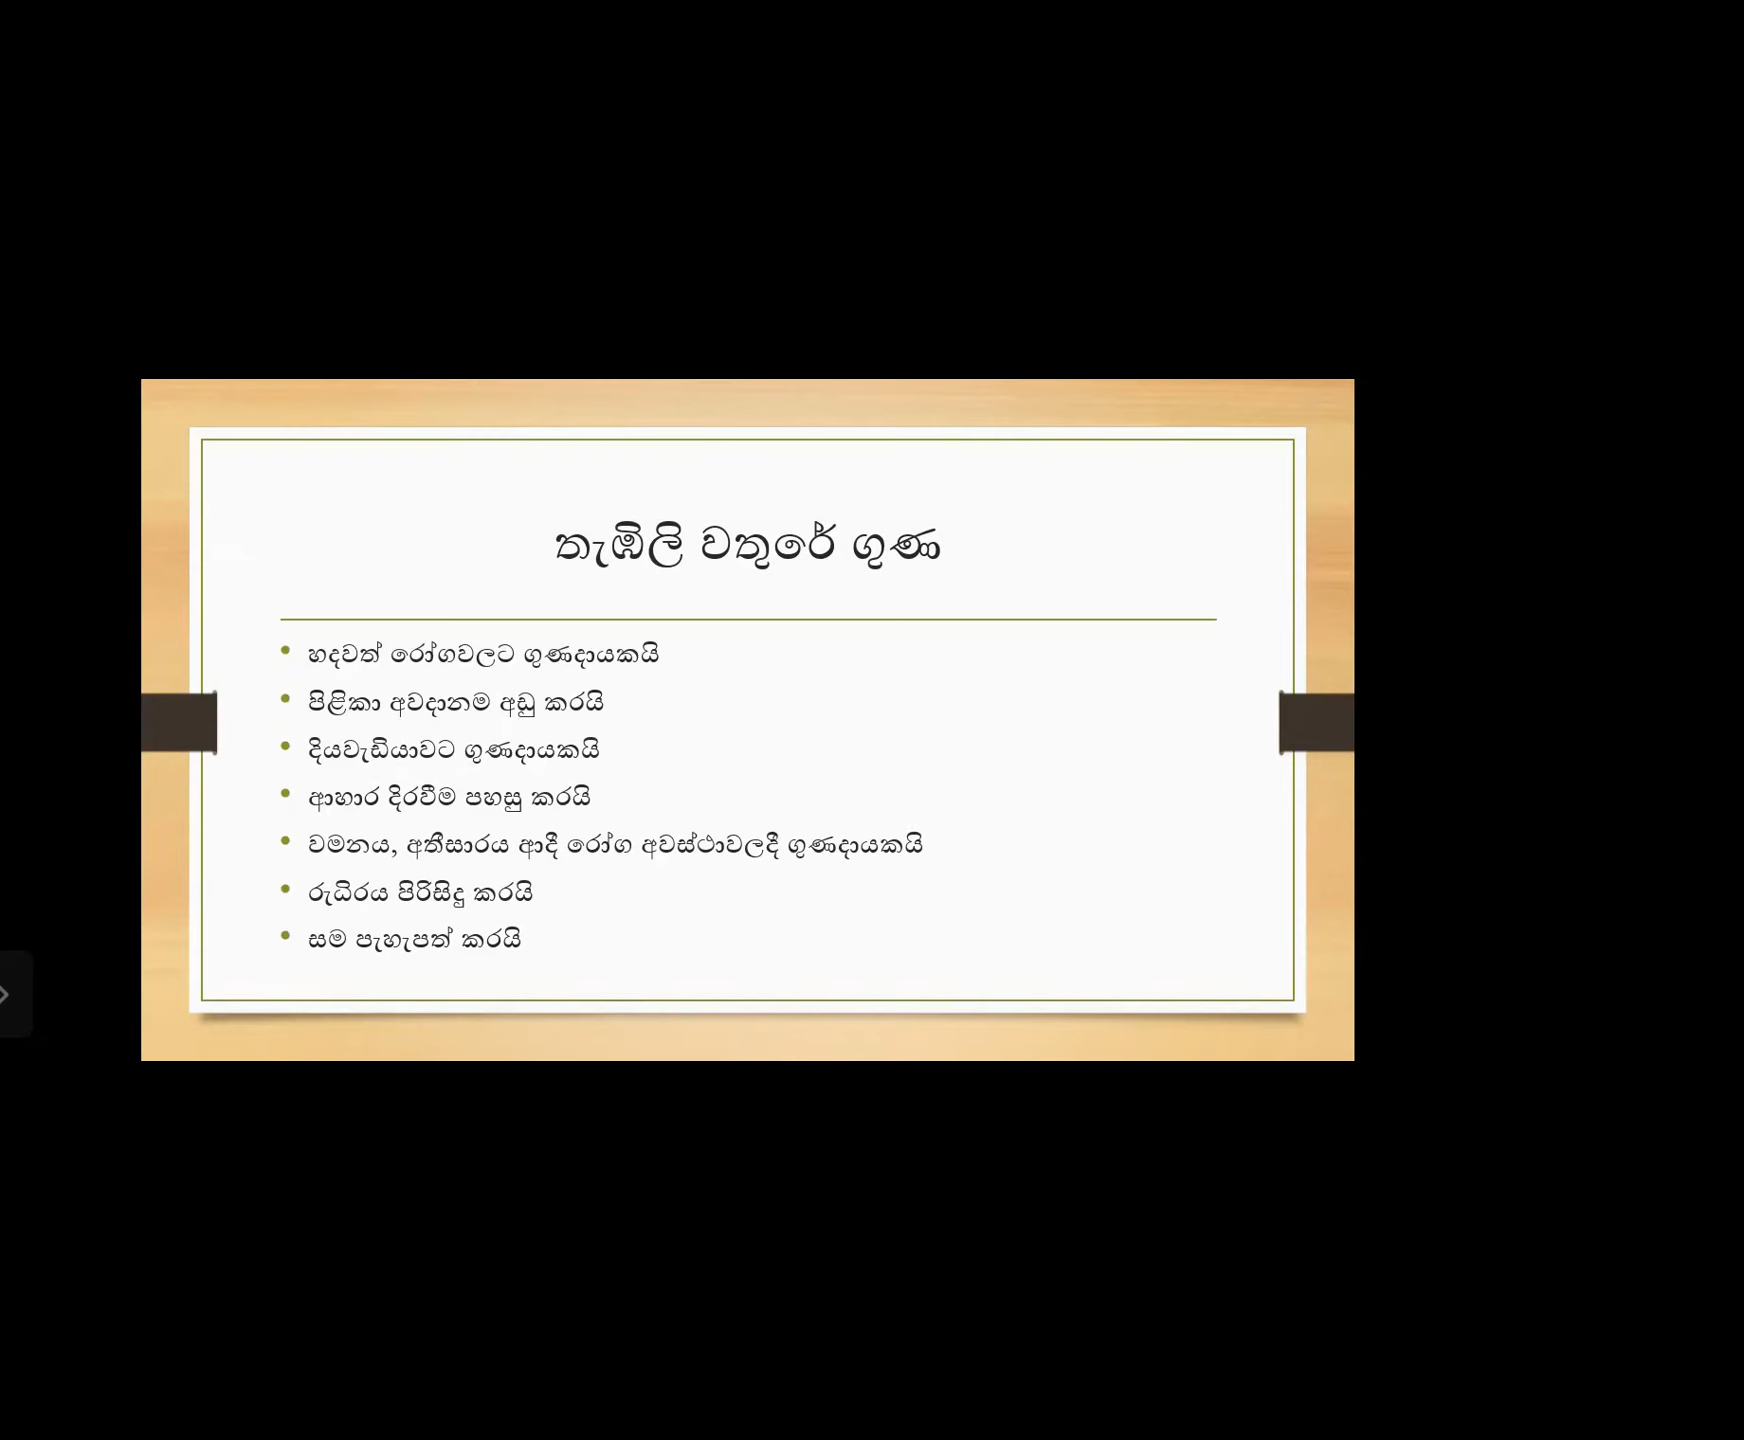 තැඹිලි වතුරේ ගුණ
• හදවත් රෝගවලට ගුණදායකයි
• පිළිකා අවදානම අඩු කරයි
• දියවැඩියාවට ගුණදායකයි
• ආහාර දිරවීම පහසු කරයි
• වමනය, අතීසාරය ආදී රෝග අවස්ථාවලදී ගුණදායකයි
• රුධිරය පිරිසිදු කරයි
• සම පැහැපත් කරයි